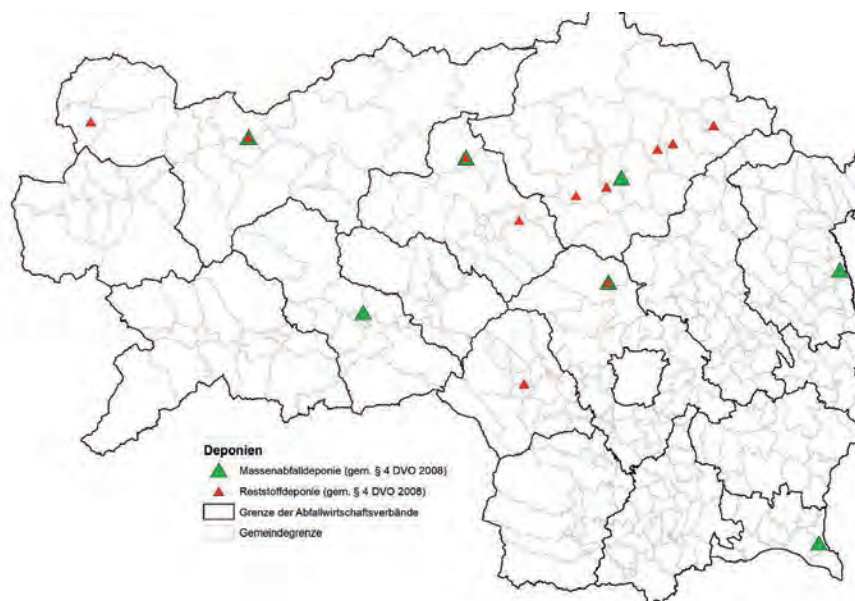 Deponien
Massenabfalldeponie (gem. § 4 DVO 2008)
Reststoffdeponie (gem. § 4 DVO 2008)
Grenze der Abfallwirtschaftsverbände
Gemeindegrenze